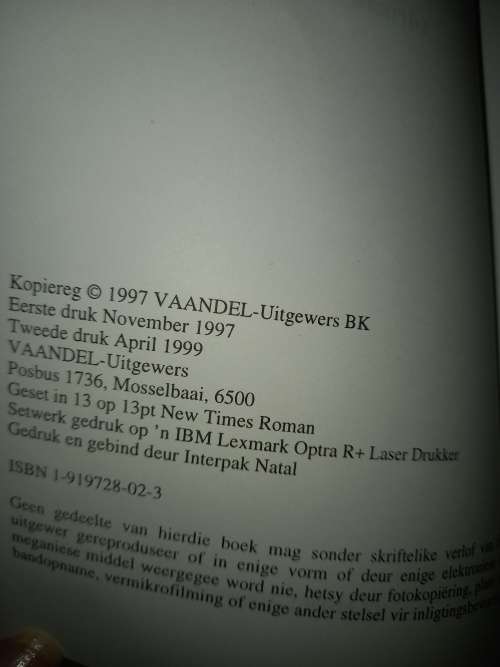 Kopiereg © 1997 VAANDEL-Uitgewers BK
Eerste druk November 1997
Tweede druk April 1999
VAANDEL-Uitgewers
Posbus 1736, Mosselbaai, 6500
Geset in 13 op 13pt New Times Roman
Setwerk gedruk op 'n IBM Lexmark Optra R+ Laser Drukker
Gedruk en gebind deur Interpak Natal
ISBN 1-919728-02-3
Geen gedeelte van hierdie boek mag sonder skriftelike verlof van
uitgewer gereproduseer of in enige vorm of deur enige elektroniese
meganiese middel weergegee word nie, hetsy deur fotokopiëring,
bandopname, vermikrofilming of enige ander stelsel vir